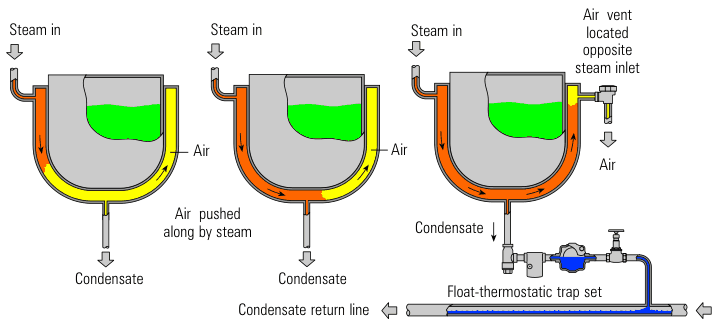 Steam in
Steam in
Steam in
Air vent
located
opposite
steam inlet
Air
Air
Air
Air pushed
along by steam
Condensate
Condensate
Condensate
Float-thermostatic trap set
Condensate return line